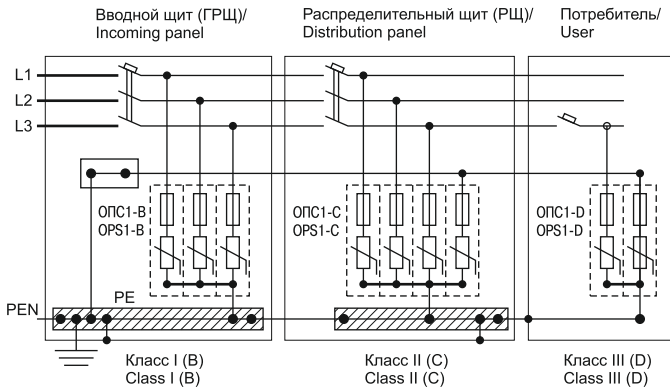 Вводной щит (ГРЩ)/
Incoming panel
Распределительный щит (РЩ)/
Distribution panel
Потребитель/
User
L1
L2
L3
ОПС1-B
OPS1-B
ОПС1-C
OPS1-C
ОПС1-D
OPS1-D
PEN
PE
Класс I (B)
Class I (B)
Класс II (C)
Class II (C)
Класс III (D)
Class III (D)